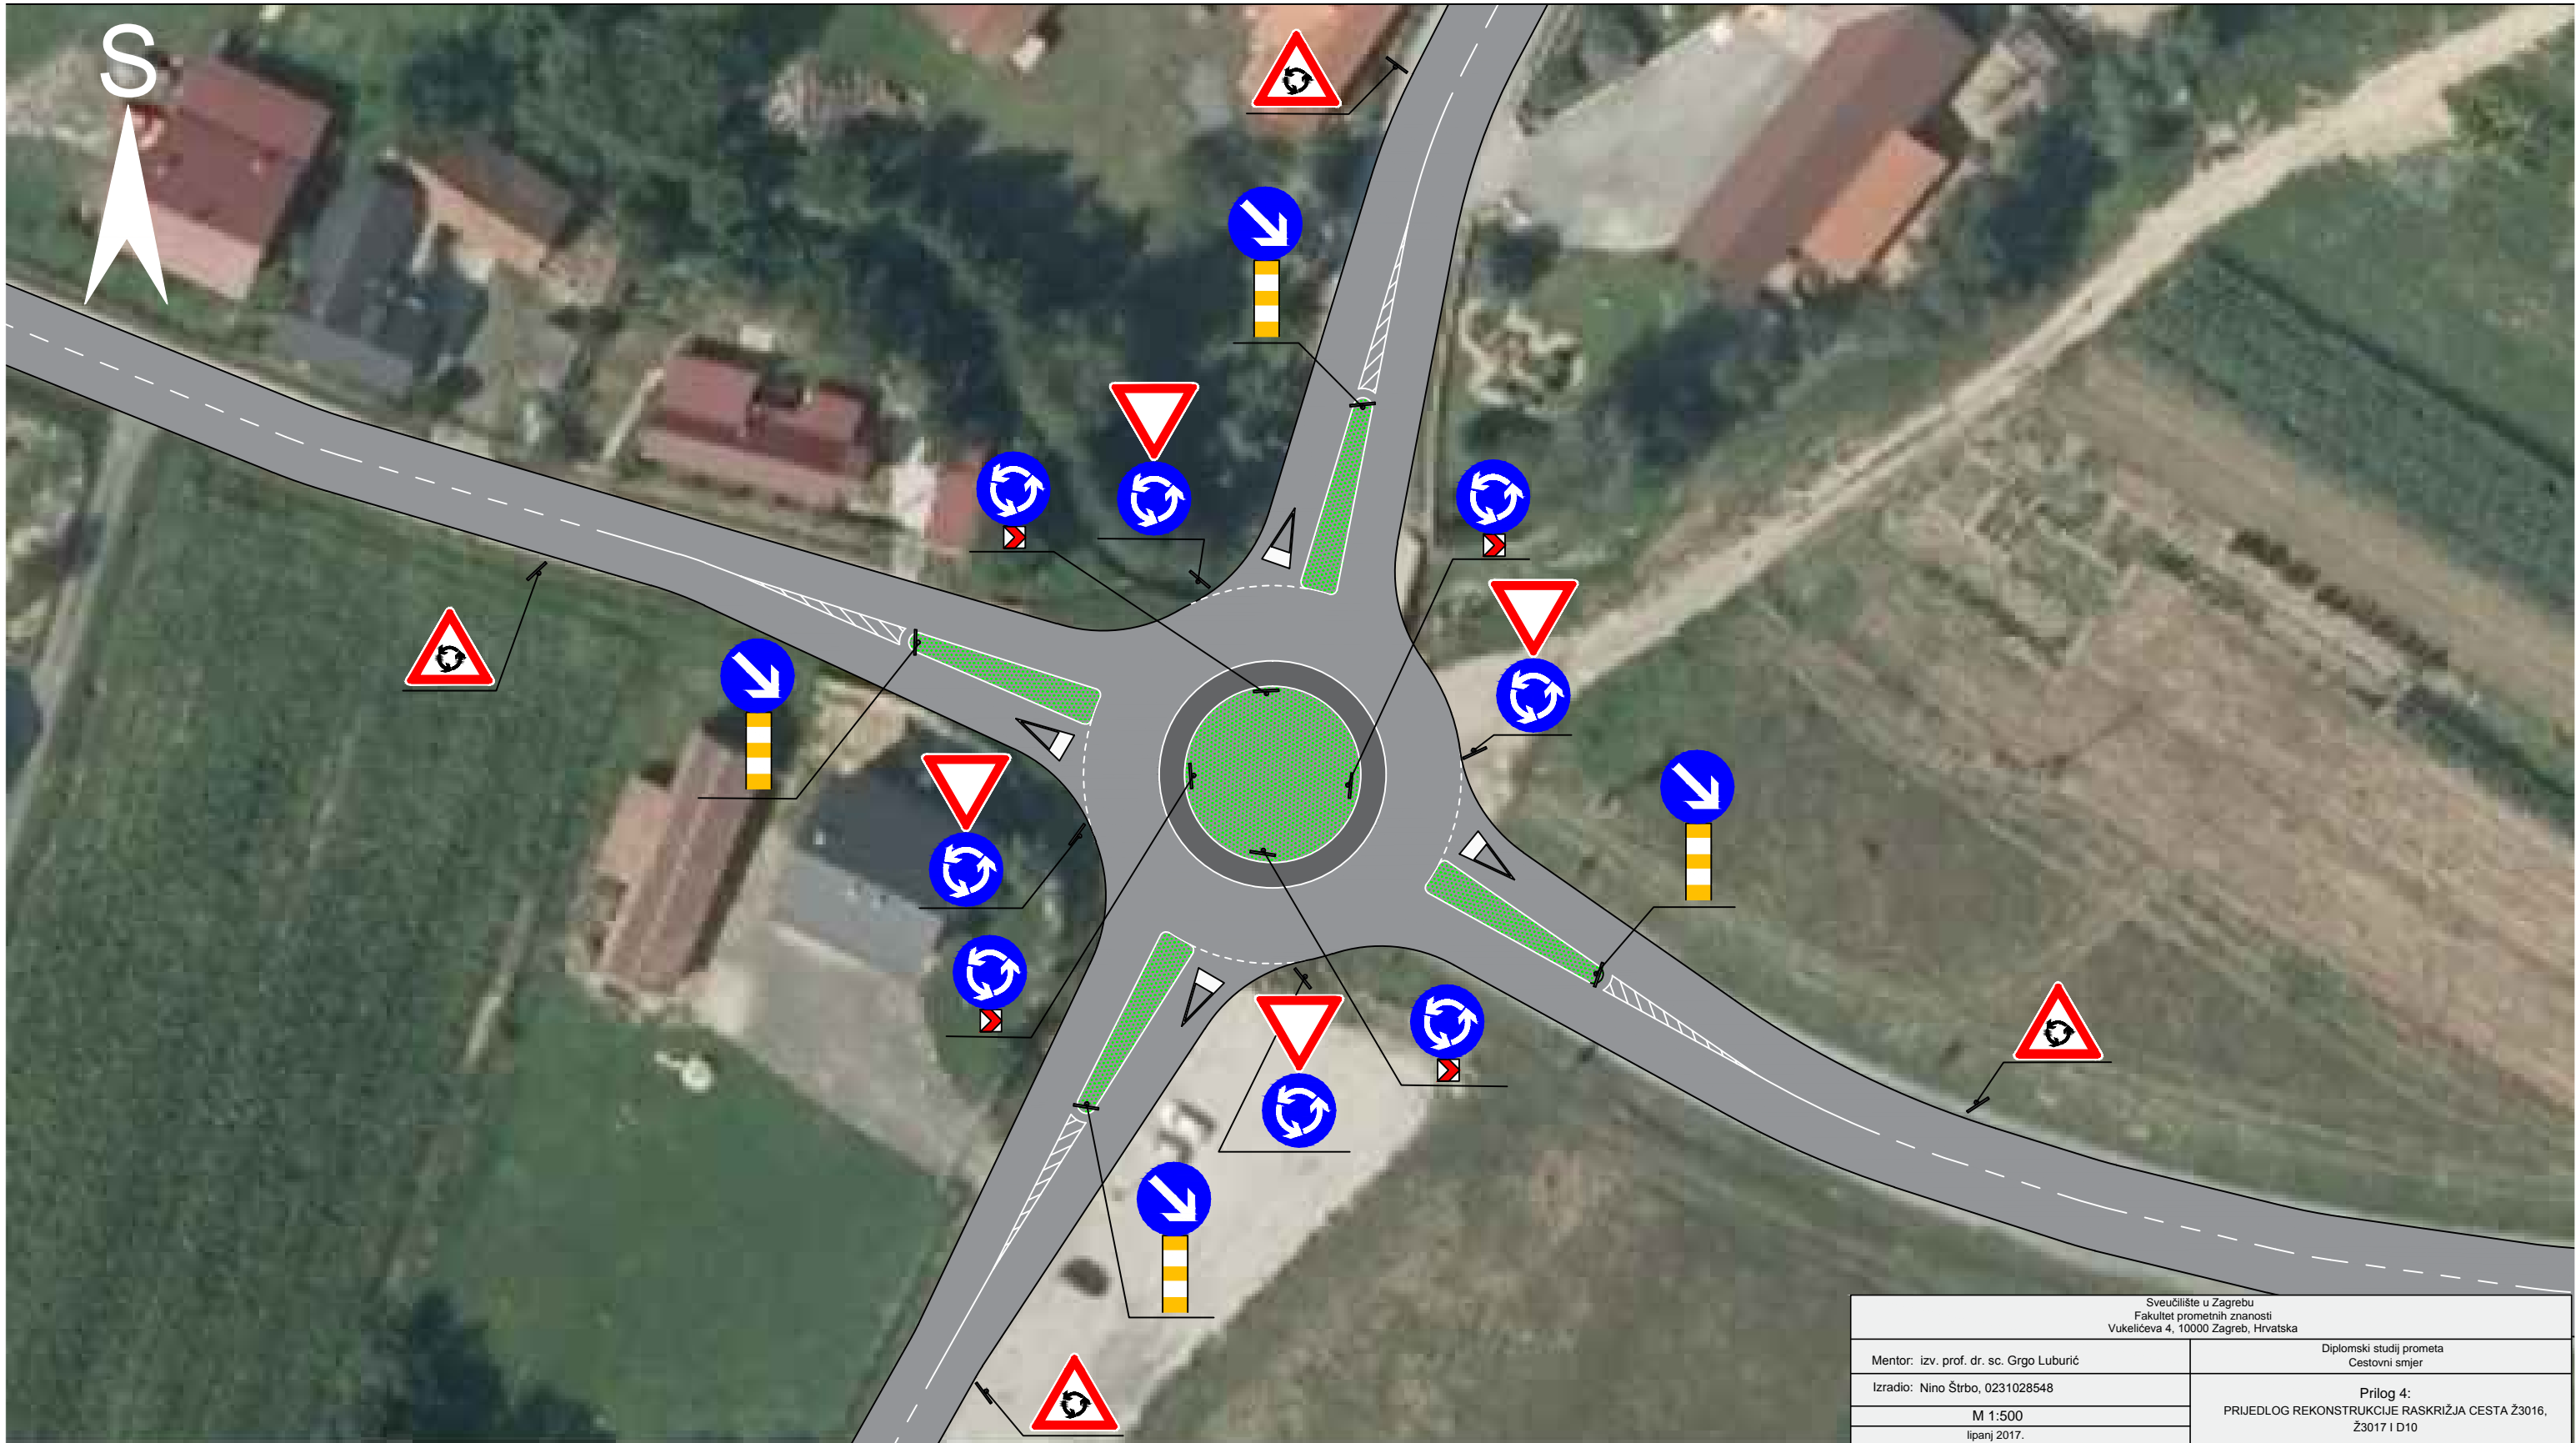 S
Sveučilište u Zagrebu
Fakultet prometnih znanosti
Vukelićeva 4, 10000 Zagreb, Hrvatska
Mentor: izv. prof. dr. sc. Grgo Luburić
Diplomski studij prometa
Cestovni smjer
Izradio: Nino Štrbo, 0231028548
M 1:500
lipanj 2017.
Prilog 4:
PRIJEDLOG REKONSTRUKCIJE RASKRIŽJA CESTA Ž3016,
Ž3017 I D10